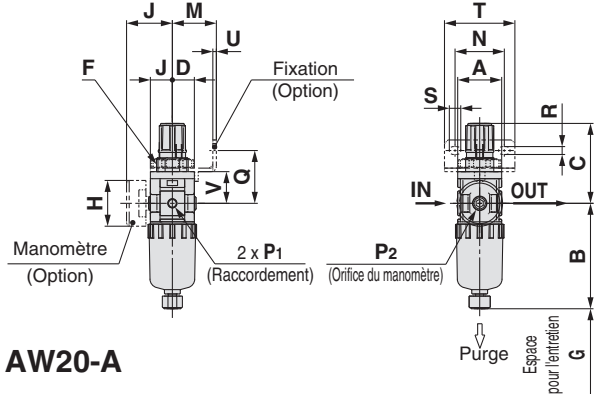 J M
U
F J D
Fixation
(Option)
H
V
Q
Manomètre
(Option)
2 x P1
(Raccordement)
T
N
A
S
R
C
IN OUT
P2
(Orifice du manomètre)
B
Purge
Espace
pour l'entretien
G
AW20-A